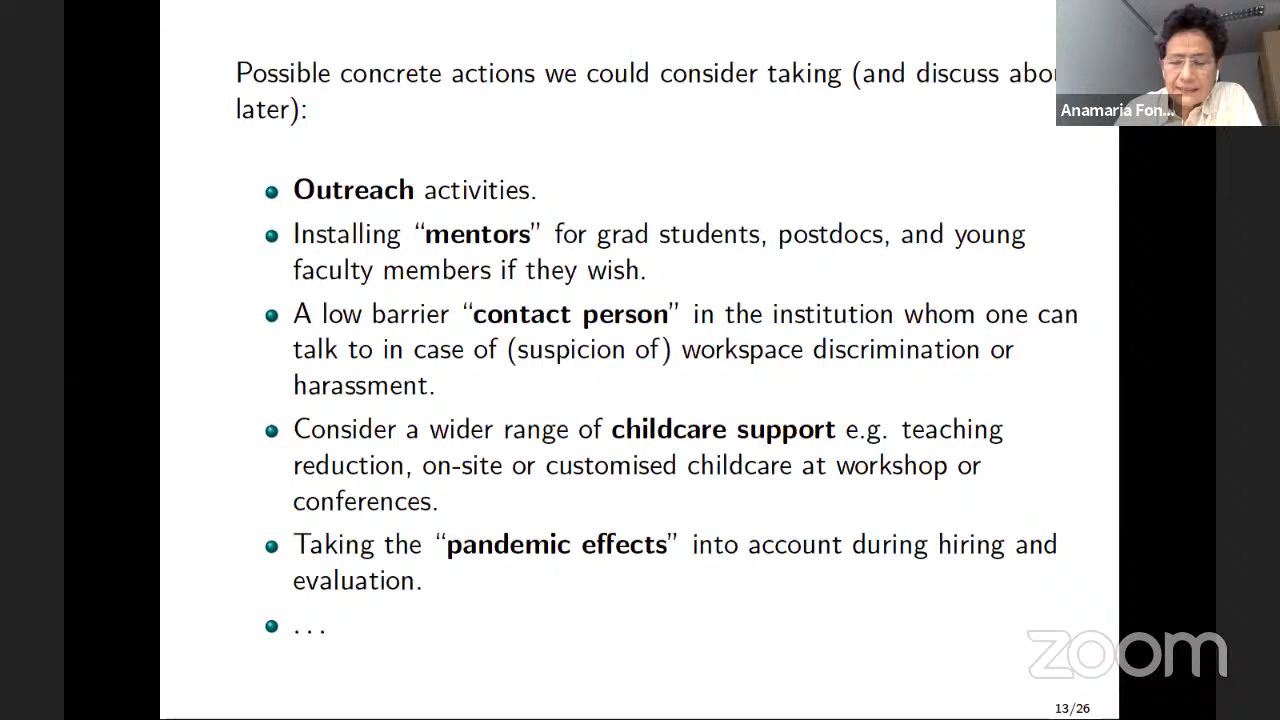 Possible concrete actions we could consider taking (and discuss
later):
Anamaria Fon...
Outreach activities.
Installing “mentors” for grad students, postdocs, and young
faculty members if they wish.
A low barrier “contact person” in the institution whom one can
talk to in case of (suspicion of) workspace discrimination or
harassment.
Consider a wider range of childcare support e.g. teaching
reduction, on-site or customised childcare at workshop or
conferences.
Taking the “pandemic effects” into account during hiring and
evaluation.
...
zoom
13/26